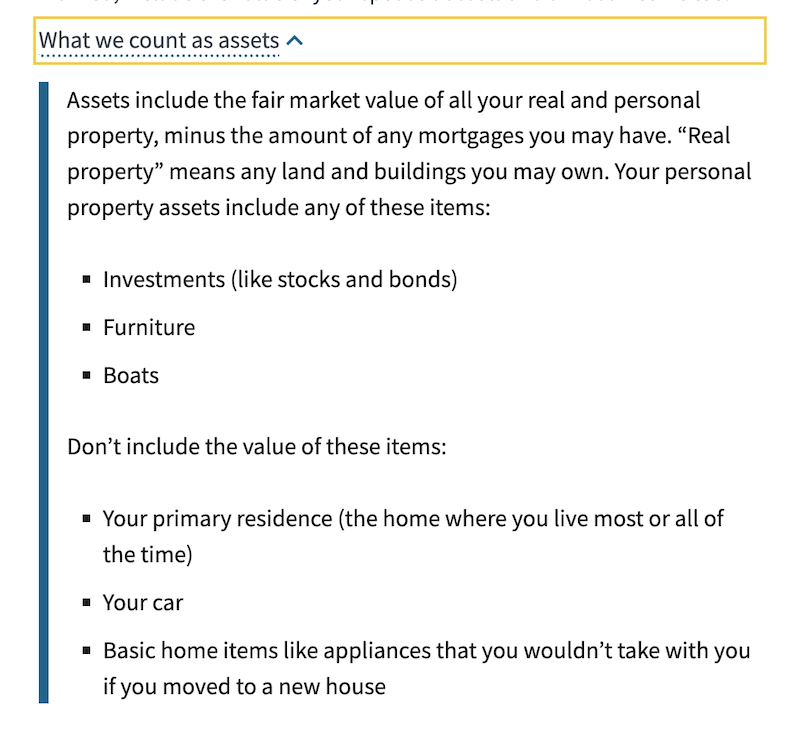 What we count as assets
Assets include the fair market value of all your real and personal
property, minus the amount of any mortgages you may have. “Real
property” means any land and buildings you may own. Your personal
property assets include any of these items:
Investments (like stocks and bonds)
Furniture
Boats
Don’t include the value of these items:
Your primary residence (the home where you live most or all of
the time)
Your car
Basic home items like appliances that you wouldn’t take with you
if you moved to a new house